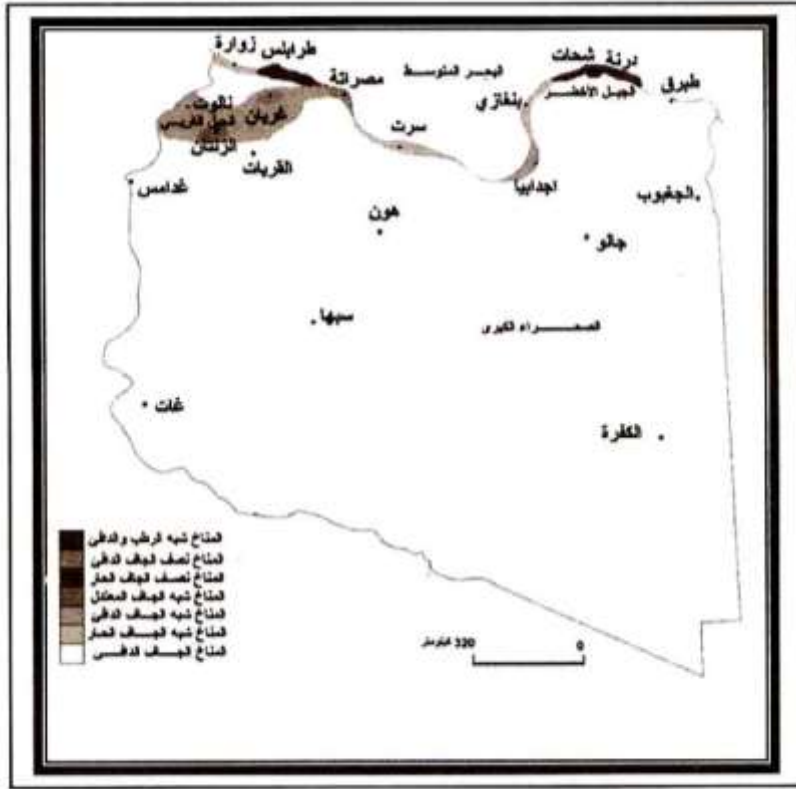 زوارة
طرابلس
مصراتة
البحر المتوسط
شحات
درنة
الجبل الأخضر
طبرق
بنغازي
نالوت
غريان
الجبل الغربي
الزنتان
القريات
سرت
اجدابيا
غدامس
الجغبوب
هون
جالو
سبها
الصحراء الكبرى
غات
الكفرة
المناخ شبه الرطب والدافئ
المناخ نصف الجاف الدافئ
المناخ نصف الجاف الحار
المناخ شبه الجاف المعتدل
المناخ شبه الجاف الدافئ
المناخ شبه الجاف الحار
المناخ الجاف الدافئ
320 كيلومتر
0